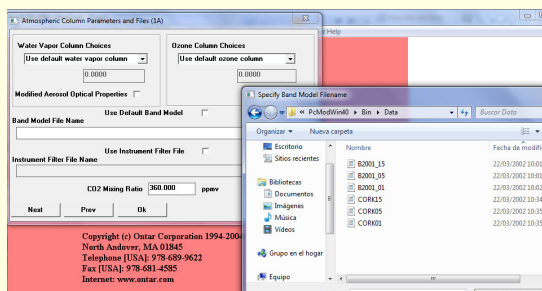 Atmospheric Column Parameters and Files (1A)
Water Vapor Column Choices
Use default water vapor column
0.0000
Modified Aerosol Optical Properties
Ozone Column Choices
Use default ozone column
0.0000
Use Default Band Model
Band Model File Name
Use Instrument Filter File
Instrument Filter File Name
CO2 Mixing Ratio 360.000 ppmv
Next Prev Ok
Help
Copyright (c) Ontar Corporation 1994-2004
North Andover, MA 01845
Telephone [USA]: 978-689-9622
Fax [USA]: 978-681-4585
Internet: www.ontar.com
Specify Band Model Filename
« PcModWin40 ▸ Bin ▸ Data
Buscar Data
Organizar Nueva carpeta
Escritorio
Sitios recientes
Bibliotecas
Documentos
Imágenes
Música
Vídeos
Grupo en el hogar
Equipo
Nombre Fecha de modifi
B2001_15 22/03/2002 10:01
B2001_05 22/03/2002 10:01
B2001_01 22/03/2002 10:02
CORK15 22/03/2002 10:34
CORK05 22/03/2002 10:35
CORK01 22/03/2002 10:35